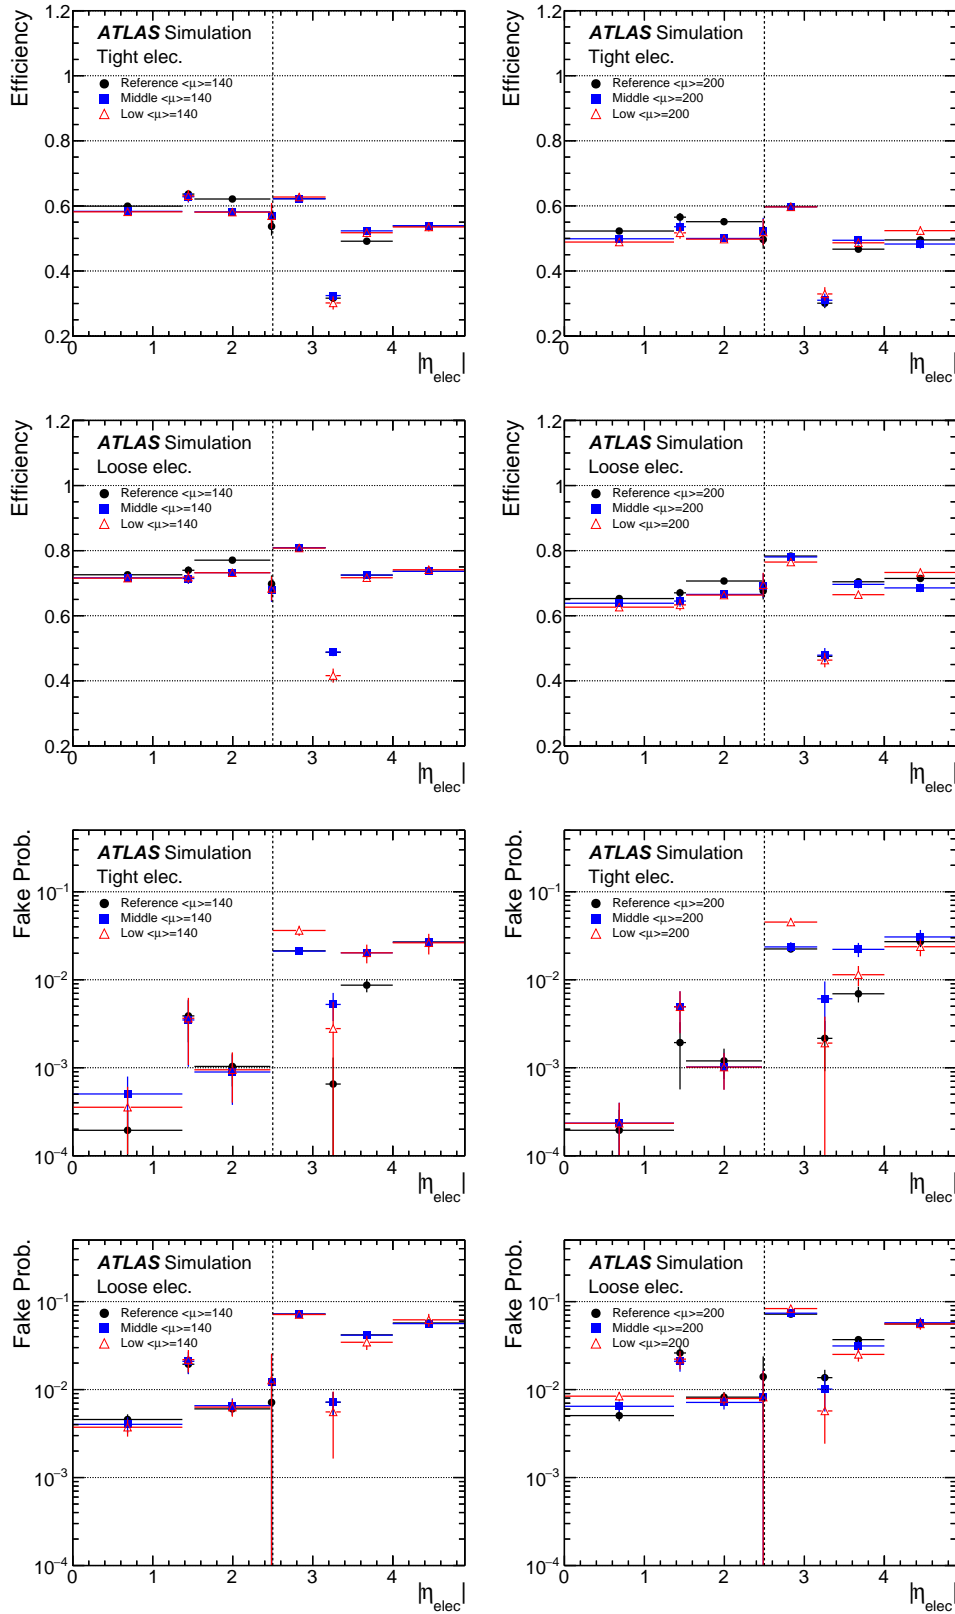 Efficiency
1.2
1
0.8
0.6
0.4
0.2
ATLAS Simulation
Tight elec.
Reference <μ>=140
Middle <μ>=140
Low <μ>=140
0 1 2 3 4
|η_elec|
Efficiency
1.2
1
0.8
0.6
0.4
0.2
ATLAS Simulation
Tight elec.
Reference <μ>=200
Middle <μ>=200
Low <μ>=200
0 1 2 3 4
|η_elec|
Efficiency
1.2
1
0.8
0.6
0.4
0.2
ATLAS Simulation
Loose elec.
Reference <μ>=140
Middle <μ>=140
Low <μ>=140
0 1 2 3 4
|η_elec|
Efficiency
1.2
1
0.8
0.6
0.4
0.2
ATLAS Simulation
Loose elec.
Reference <μ>=200
Middle <μ>=200
Low <μ>=200
0 1 2 3 4
|η_elec|
Fake Prob.
10⁻¹
10⁻²
10⁻³
10⁻⁴
ATLAS Simulation
Tight elec.
Reference <μ>=140
Middle <μ>=140
Low <μ>=140
0 1 2 3 4
|η_elec|
Fake Prob.
10⁻¹
10⁻²
10⁻³
10⁻⁴
ATLAS Simulation
Tight elec.
Reference <μ>=200
Middle <μ>=200
Low <μ>=200
0 1 2 3 4
|η_elec|
Fake Prob.
10⁻¹
10⁻²
10⁻³
10⁻⁴
ATLAS Simulation
Loose elec.
Reference <μ>=140
Middle <μ>=140
Low <μ>=140
0 1 2 3 4
|η_elec|
Fake Prob.
10⁻¹
10⁻²
10⁻³
10⁻⁴
ATLAS Simulation
Loose elec.
Reference <μ>=200
Middle <μ>=200
Low <μ>=200
0 1 2 3 4
|η_elec|